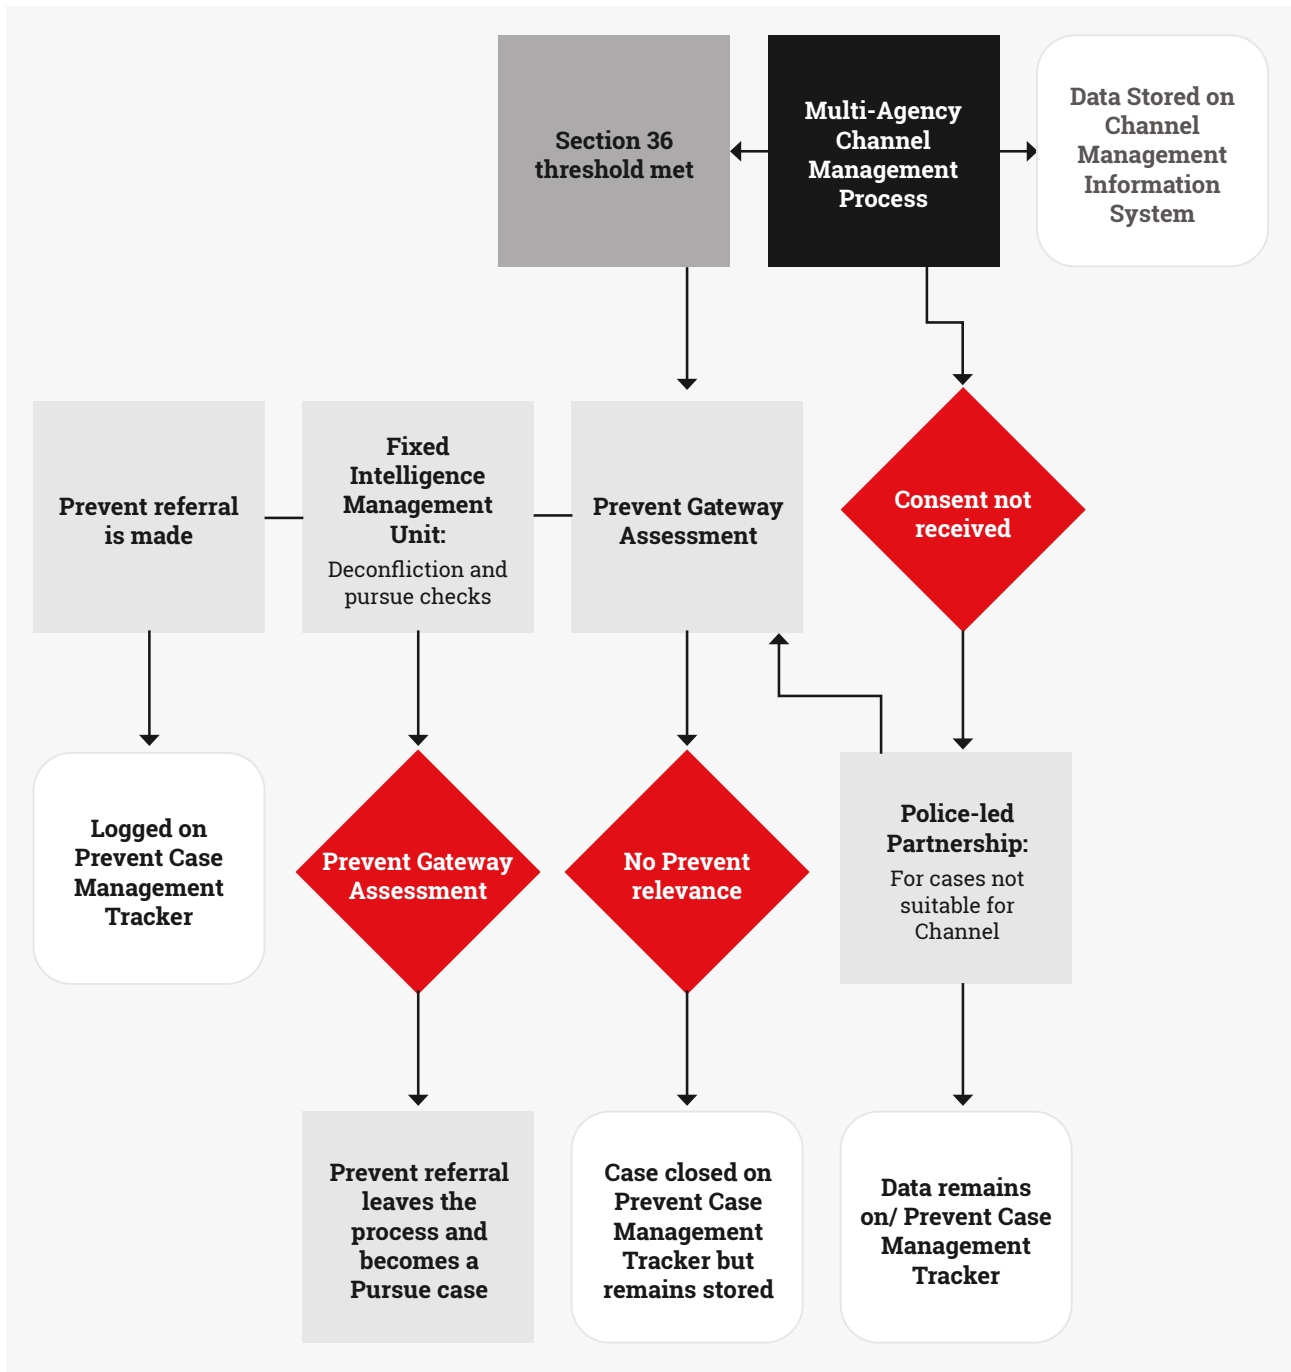 Section 36
threshold met
Multi-Agency
Channel
Management
Process
Data Stored on
Channel
Management
Information
System
Prevent referral
is made
Fixed
Intelligence
Management
Unit:
Deconfliction and
pursue checks
Prevent Gateway
Assessment
Consent not
received
Logged on
Prevent Case
Management
Tracker
Prevent Gateway
Assessment
No Prevent
relevance
Police-led
Partnership:
For cases not
suitable for
Channel
Prevent referral
leaves the
process and
becomes a
Pursue case
Case closed on
Prevent Case
Management
Tracker but
remains stored
Data remains
on/ Prevent Case
Management
Tracker